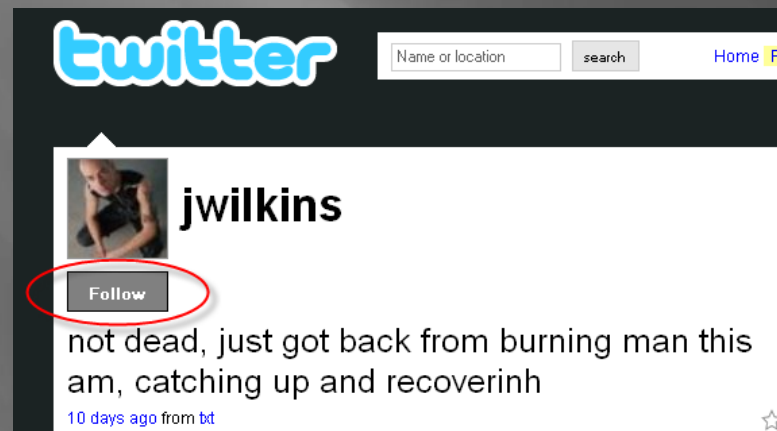 twitter
Name or location search Home F
jwilkins
Follow
not dead, just got back from burning man this
am, catching up and recoverinh
10 days ago from txt